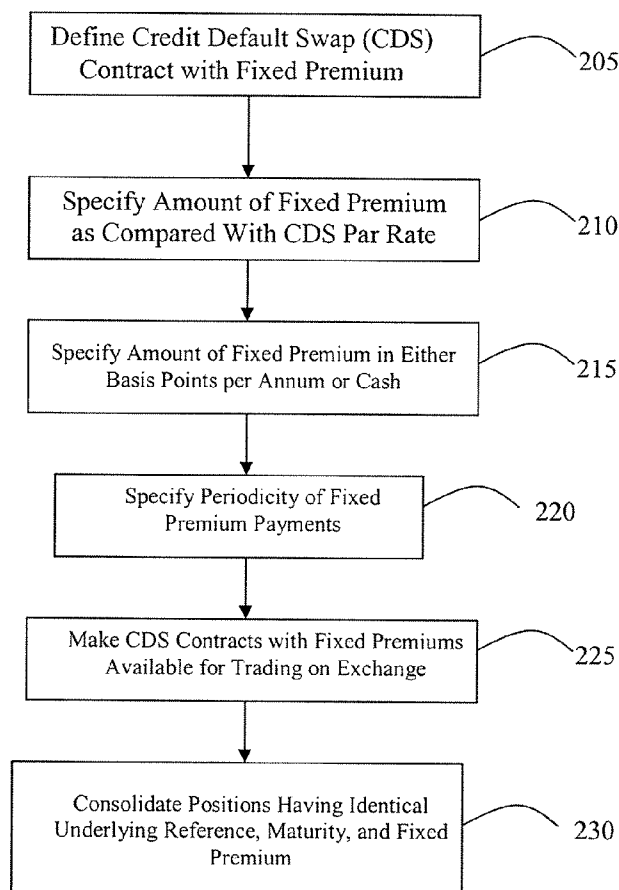 Define Credit Default Swap (CDS)
Contract with Fixed Premium
205
Specify Amount of Fixed Premium
as Compared With CDS Par Rate
210
Specify Amount of Fixed Premium in Either
Basis Points per Annum or Cash
215
Specify Periodicity of Fixed
Premium Payments
220
Make CDS Contracts with Fixed Premiums
Available for Trading on Exchange
225
Consolidate Positions Having Identical
Underlying Reference, Maturity, and Fixed
Premium
230